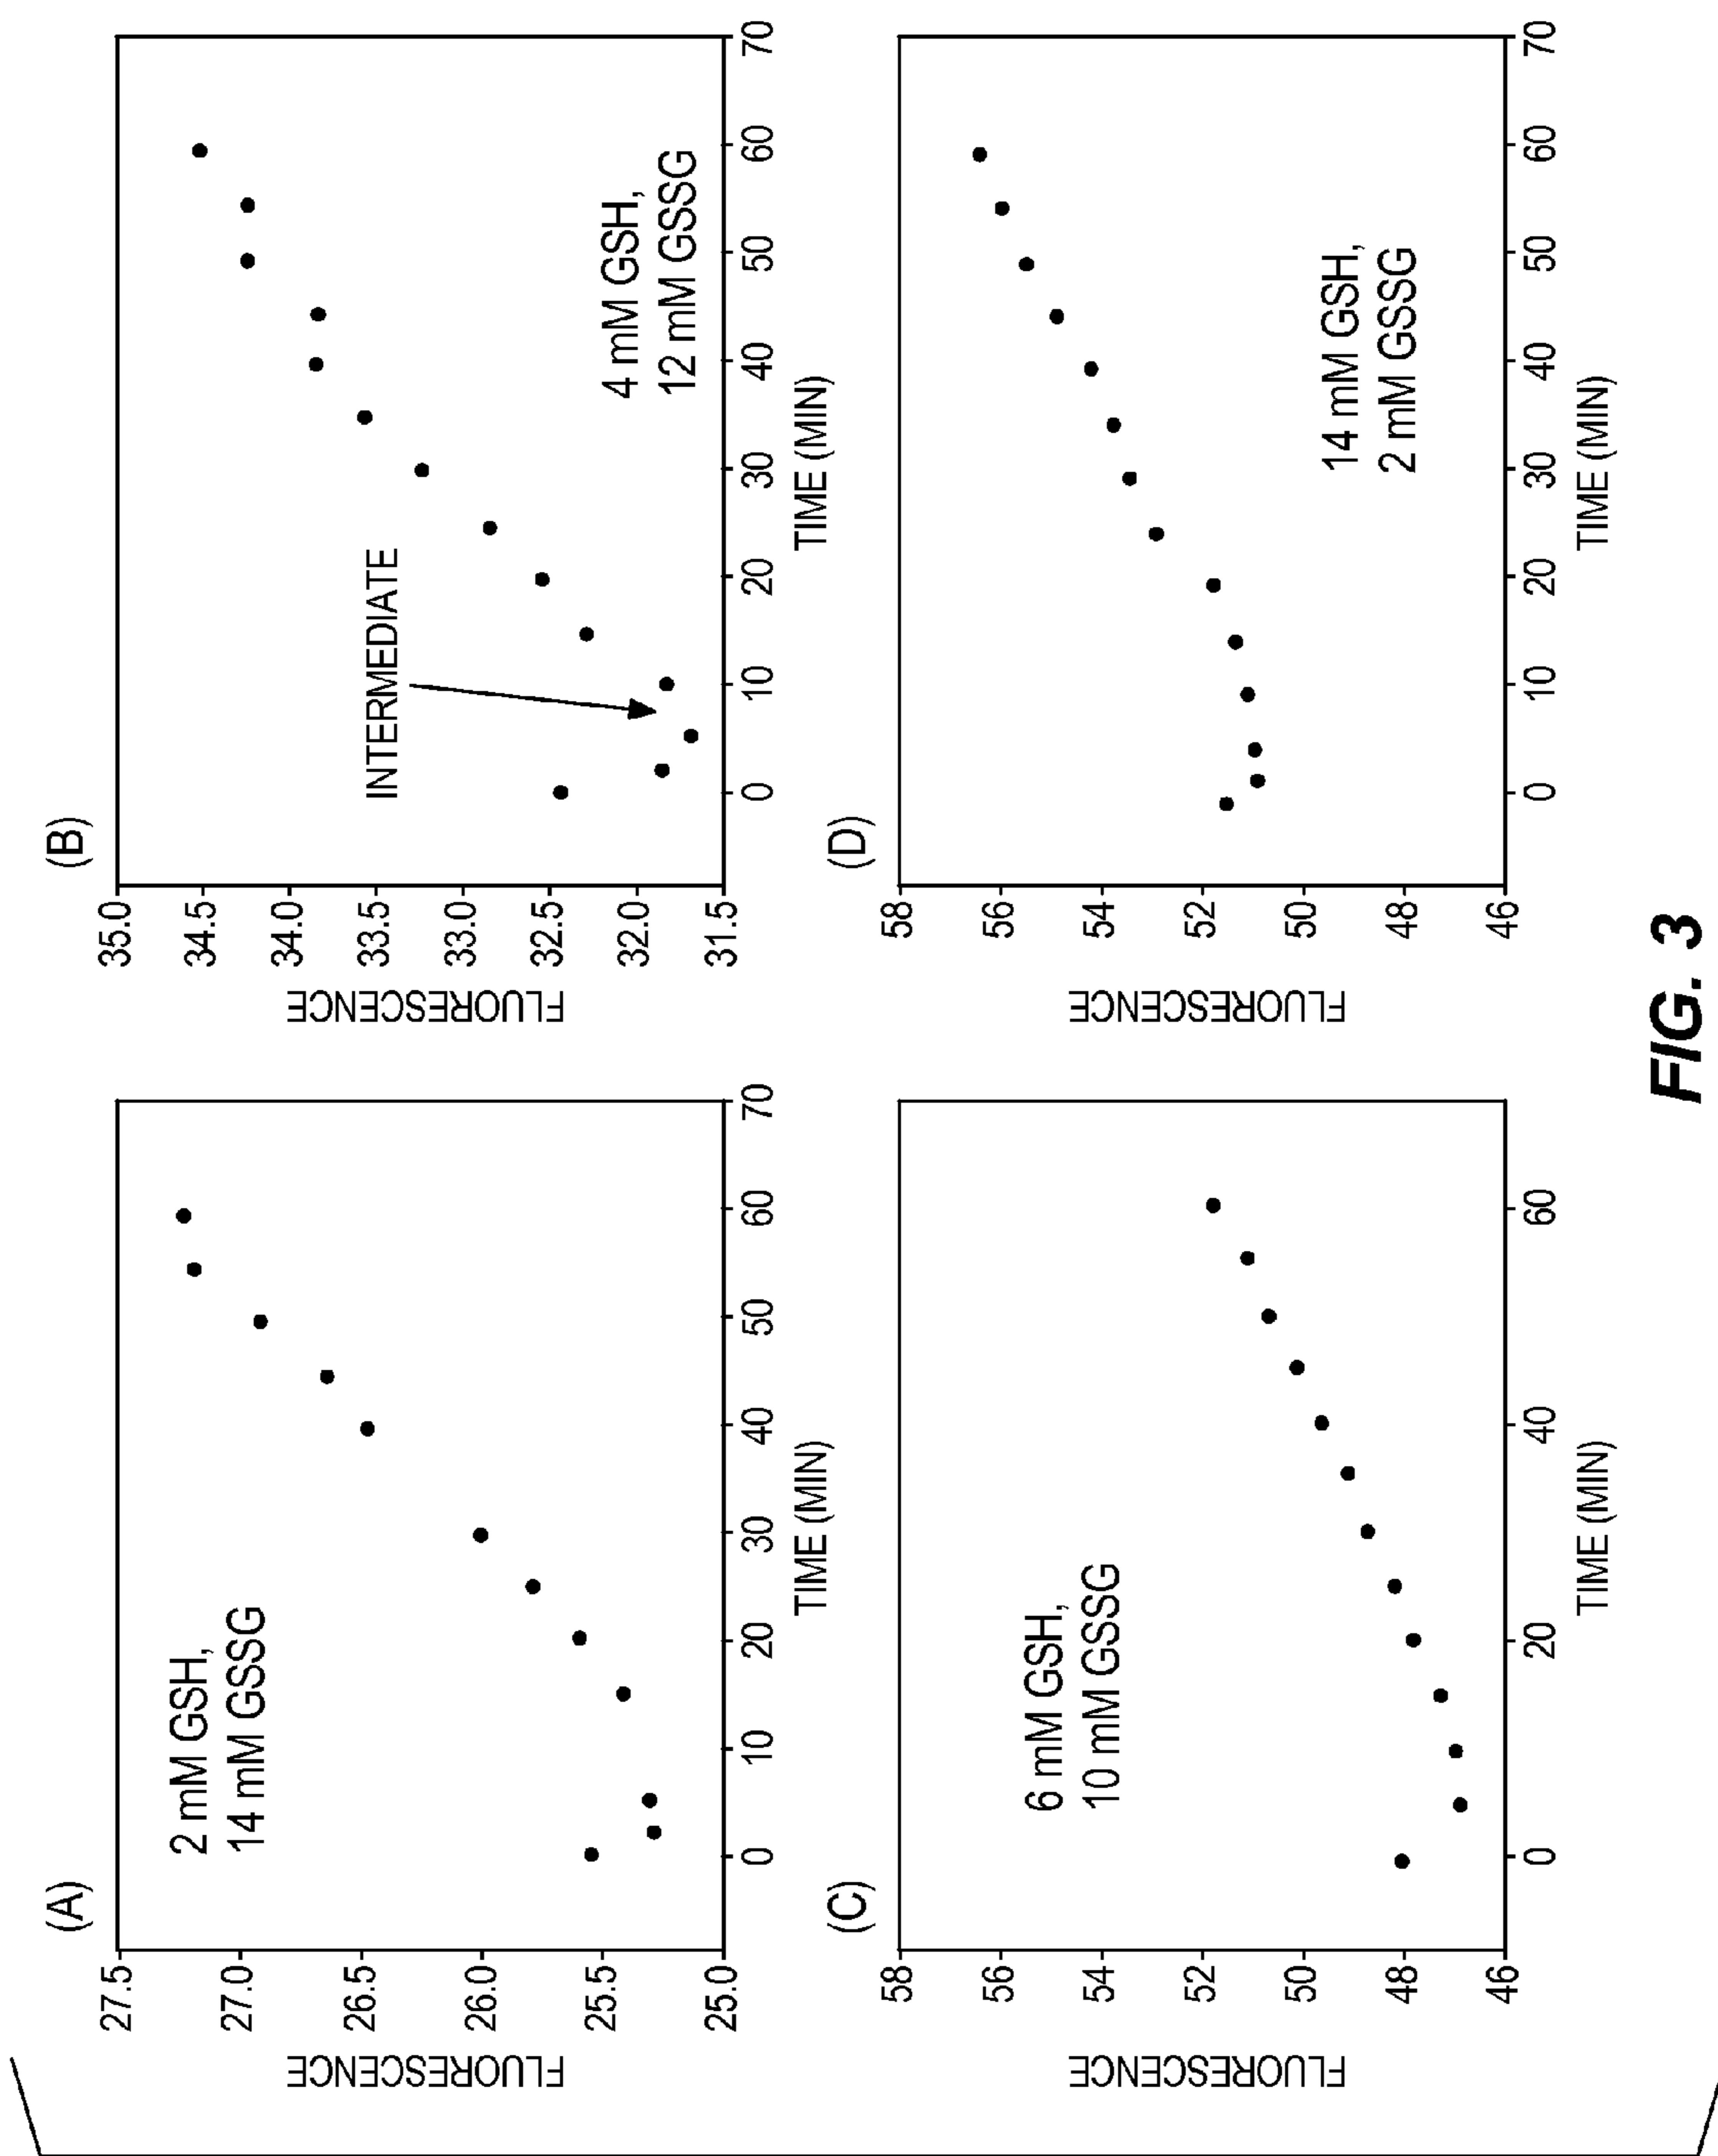 (A)
27.5
27.0
26.5
26.0
25.5
25.0
FLUORESCENCE
2 mM GSH,
14 mM GSSG
0 10 20 30 40 50 60 70
TIME (MIN)
(B)
35.0
34.5
34.0
33.5
33.0
32.5
32.0
31.5
FLUORESCENCE
INTERMEDIATE
4 mM GSH,
12 mM GSSG
0 10 20 30 40 50 60 70
TIME (MIN)
(C)
58
56
54
52
50
48
46
FLUORESCENCE
6 mM GSH,
10 mM GSSG
0 20 40 60
TIME (MIN)
(D)
58
56
54
52
50
48
46
FLUORESCENCE
14 mM GSH,
2 mM GSSG
0 10 20 30 40 50 60 70
TIME (MIN)
FIG. 3